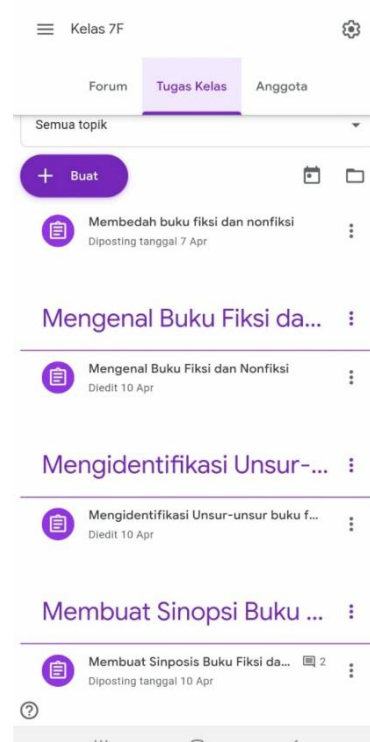 Kelas 7F
Forum Tugas Kelas Anggota
Semua topik
+ Buat
Membedah buku fiksi dan nonfiksi
Diposting tanggal 7 Apr
Mengenal Buku Fiksi da...
Mengenal Buku Fiksi dan Nonfiksi
Diedit 10 Apr
Mengidentifikasi Unsur-...
Mengidentifikasi Unsur-unsur buku f...
Diedit 10 Apr
Membuat Sinopsi Buku ...
Membuat Sinposis Buku Fiksi da... 2
Diposting tanggal 10 Apr